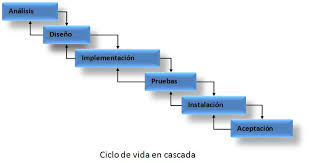 Análisis
Diseño
Implementación
Pruebas
Instalación
Aceptación
Ciclo de vida en cascada